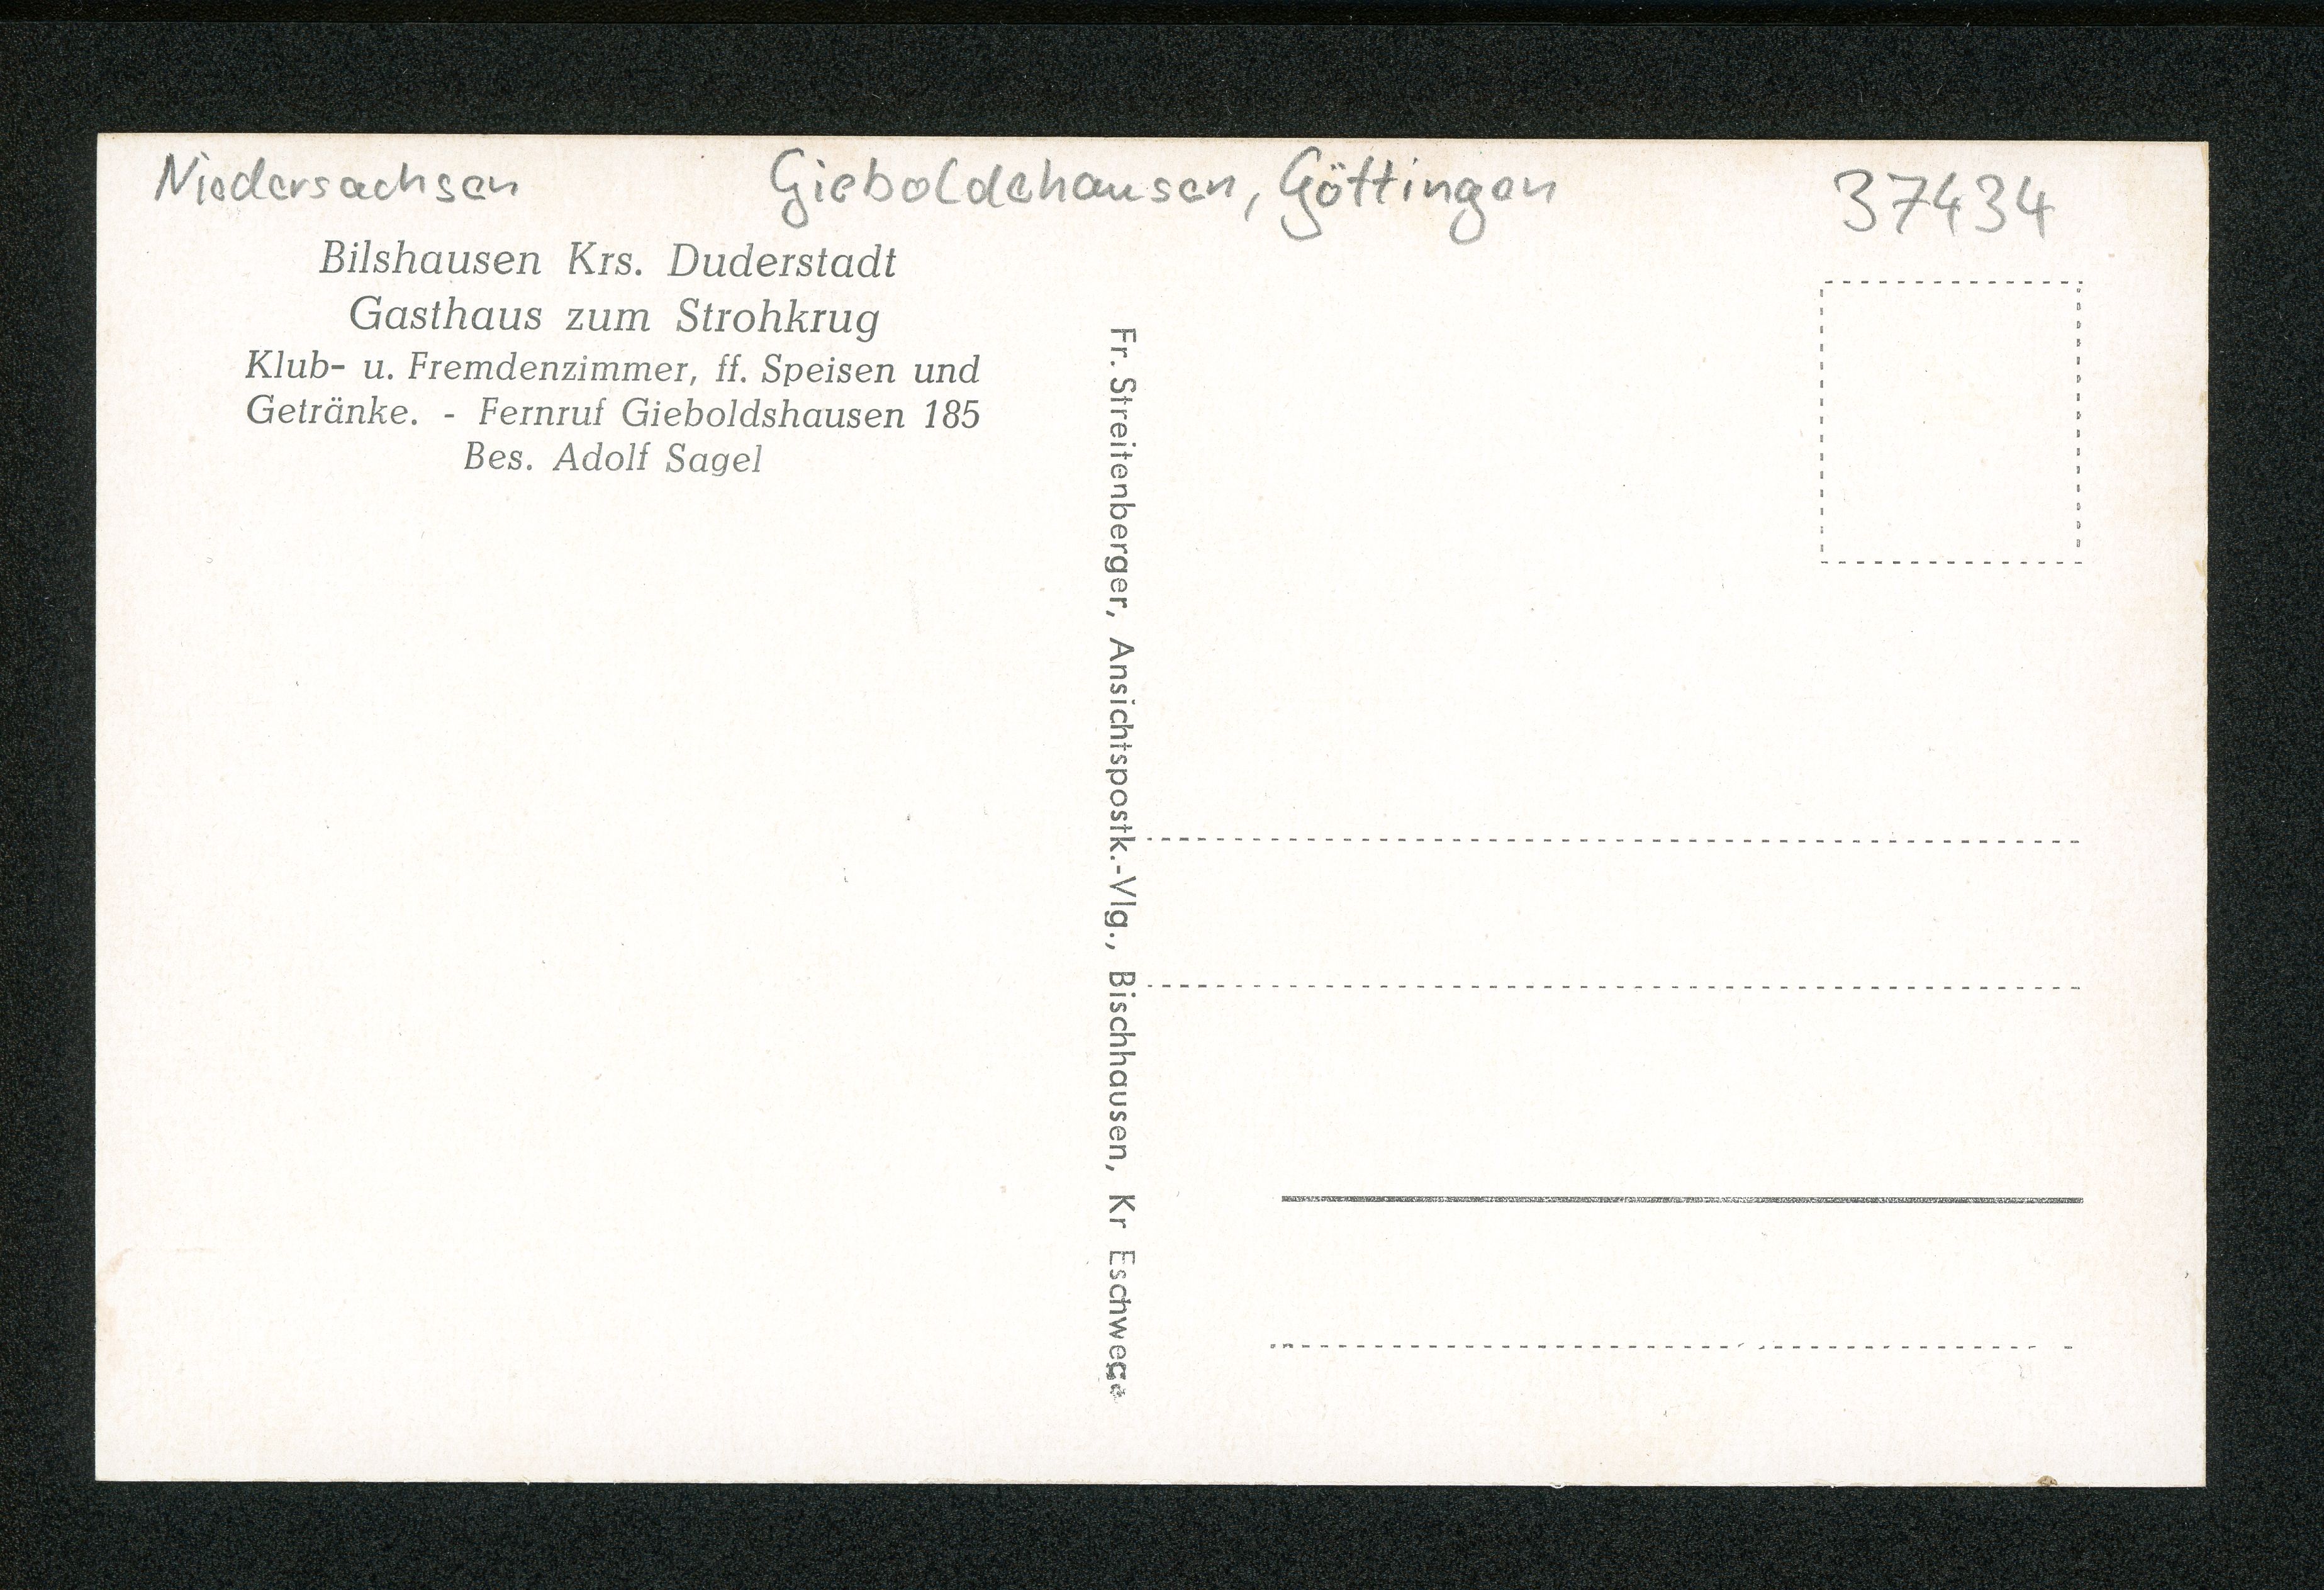 Niedersachsen Gieboldehausen, Göttingen 37434
Bilshausen Krs. Duderstadt
Gasthaus zum Strohkrug
Klub- u. Fremdenzimmer, ff. Speisen und
Getränke. - Fernruf Gieboldshausen 185
Bes. Adolf Sagel
Fr. Streitenberger, Ansichtspostk.-Vlg., Bischhausen, Kr Eschwege